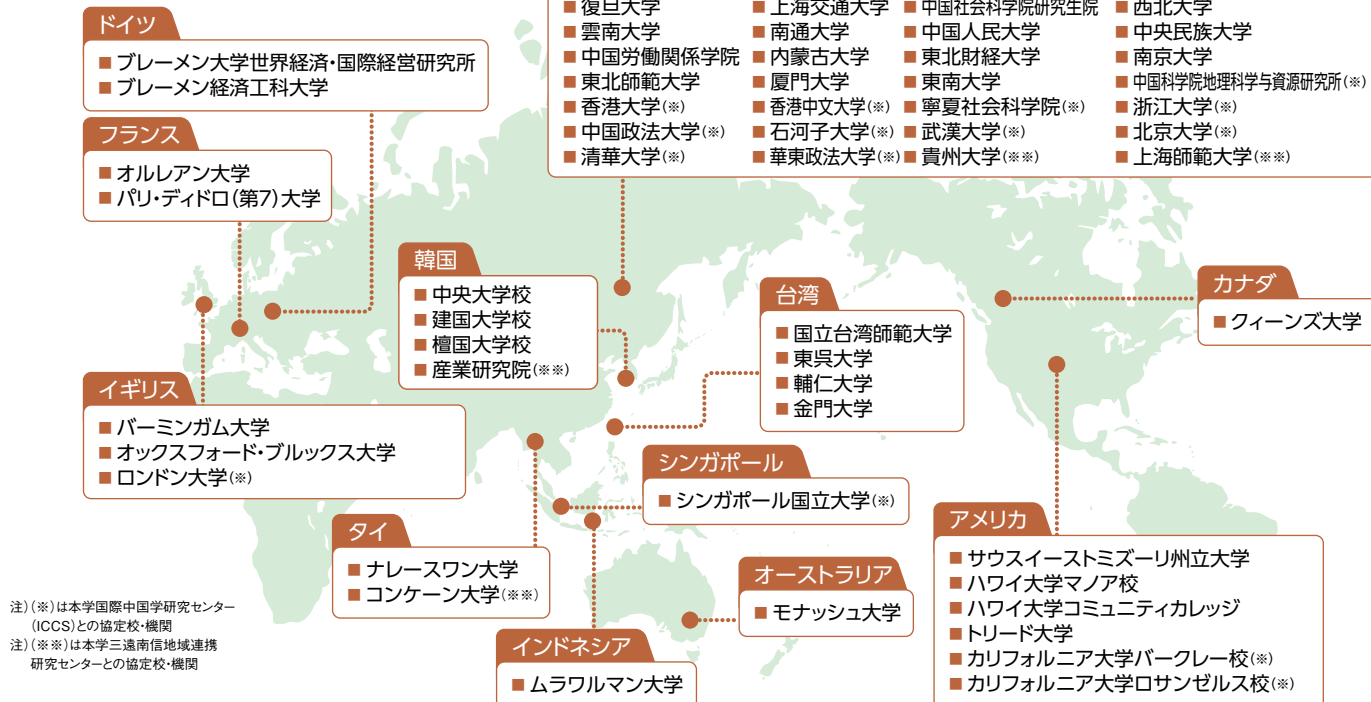 ■ 復旦大学 ■ 上海交通大学 ■ 中国社会科学院研究生院 ■ 西北大学
■ 雲南大学 ■ 南通大学 ■ 中国人民大学 ■ 中央民族大学
■ 中国労働関係学院 ■ 内蒙古大学 ■ 東北財経大学 ■ 南京大学
■ 東北師範大学 ■ 厦門大学 ■ 東南大学 ■ 中国科学院地理科学与資源研究所(※)
■ 香港大学(※) ■ 香港中文大学(※) ■ 寧夏社会科学院(※) ■ 浙江大学(※)
■ 中国政法大学(※) ■ 石河子大学(※) ■ 武漢大学(※) ■ 北京大学(※)
■ 清華大学(※) ■ 華東政法大学(※) ■ 貴州大学(※※) ■ 上海師範大学(※※)
ドイツ
■ ブレーメン大学世界経済・国際経営研究所
■ ブレーメン経済工科大学
フランス
■ オルレアン大学
■ パリ・ディドロ(第7)大学
韓国
■ 中央大学校
■ 建国大学校
■ 檀国大学校
■ 産業研究院(※※)
台湾
■ 国立台湾師範大学
■ 東呉大学
■ 輔仁大学
■ 金門大学
カナダ
■ クィーンズ大学
イギリス
■ バーミンガム大学
■ オックスフォード・ブルックス大学
■ ロンドン大学(※)
シンガポール
■ シンガポール国立大学(※)
タイ
■ ナレースワン大学
■ コンケーン大学(※※)
オーストラリア
■ モナッシュ大学
アメリカ
■ サウスイーストミズーリ州立大学
■ ハワイ大学マノア校
■ ハワイ大学コミュニティカレッジ
■ トリード大学
■ カリフォルニア大学バークレー校(※)
■ カリフォルニア大学ロサンゼルス校(※)
インドネシア
■ ムラワルマン大学
注)(※)は本学国際中国学研究センター
(ICCS)との協定校・機関
注)(※※)は本学三遠南信地域連携
研究センターとの協定校・機関